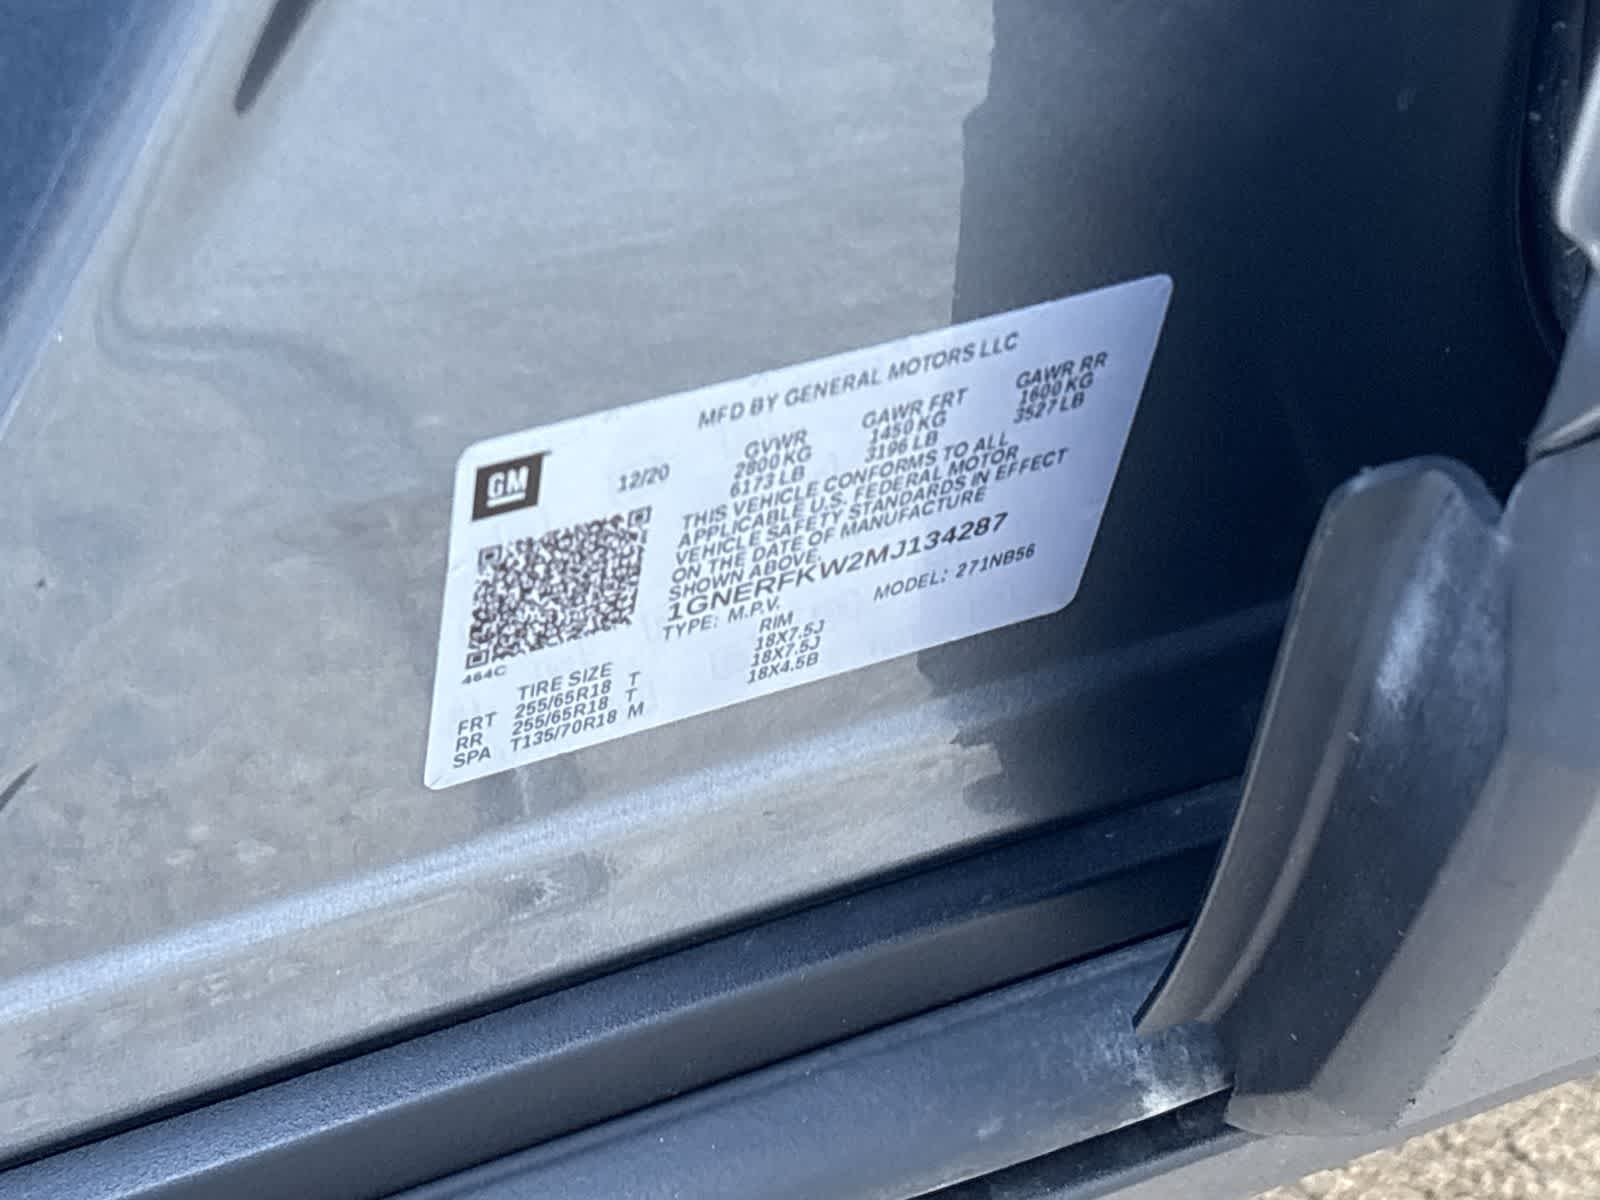 MFD BY GENERAL MOTORS LLC
GM
12/20
GVWR
2800 KG
6173 LB
GAWR FRT
1450 KG
3196 LB
GAWR RR
1600 KG
3527 LB
THIS VEHICLE CONFORMS TO ALL
APPLICABLE U.S. FEDERAL MOTOR
VEHICLE SAFETY STANDARDS IN EFFECT
ON THE DATE OF MANUFACTURE
SHOWN ABOVE.
1GNERFKW2MJ134287
TYPE: M.P.V. MODEL: 271NB56
464C
TIRE SIZE RIM
FRT 255/65R18 T 18X7.5J
RR 255/65R18 T 18X7.5J
SPA T135/70R18 M 18X4.5B